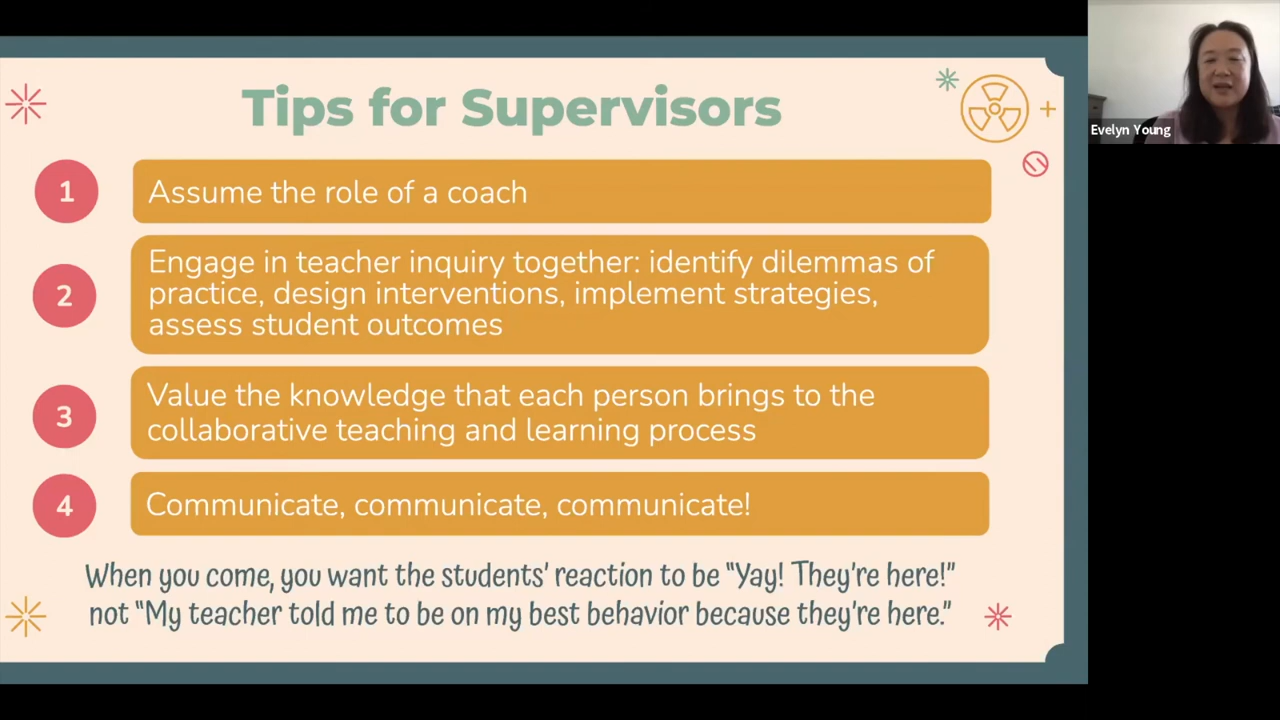 Tips for Supervisors
1
Assume the role of a coach
2
Engage in teacher inquiry together: identify dilemmas of
practice, design interventions, implement strategies,
assess student outcomes
3
Value the knowledge that each person brings to the
collaborative teaching and learning process
4
Communicate, communicate, communicate!
When you come, you want the students' reaction to be "Yay! They're here!"
not "My teacher told me to be on my best behavior because they're here."
Evelyn Young